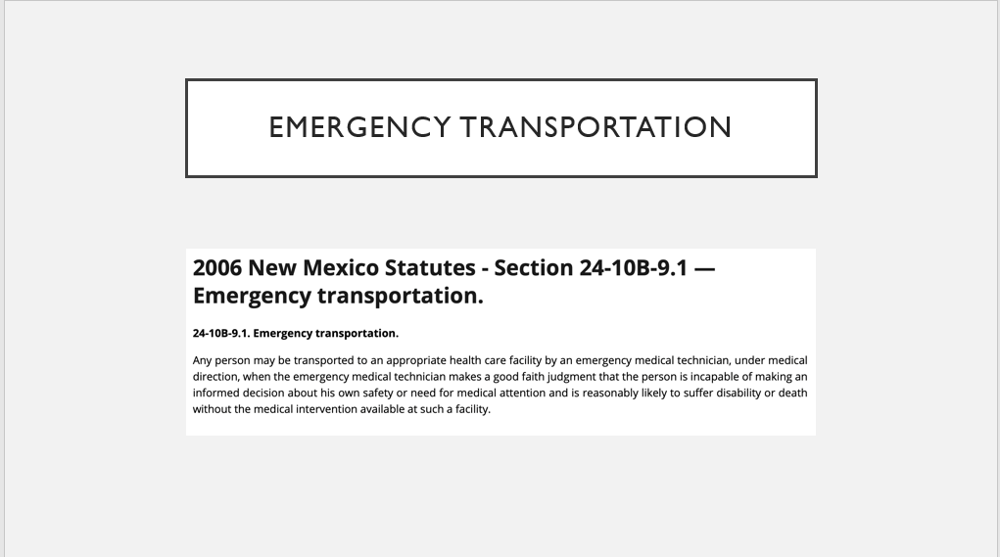 EMERGENCY TRANSPORTATION
2006 New Mexico Statutes - Section 24-10B-9.1 —
Emergency transportation.
24-10B-9.1. Emergency transportation.
Any person may be transported to an appropriate health care facility by an emergency medical technician, under medical
direction, when the emergency medical technician makes a good faith judgment that the person is incapable of making an
informed decision about his own safety or need for medical attention and is reasonably likely to suffer disability or death
without the medical intervention available at such a facility.